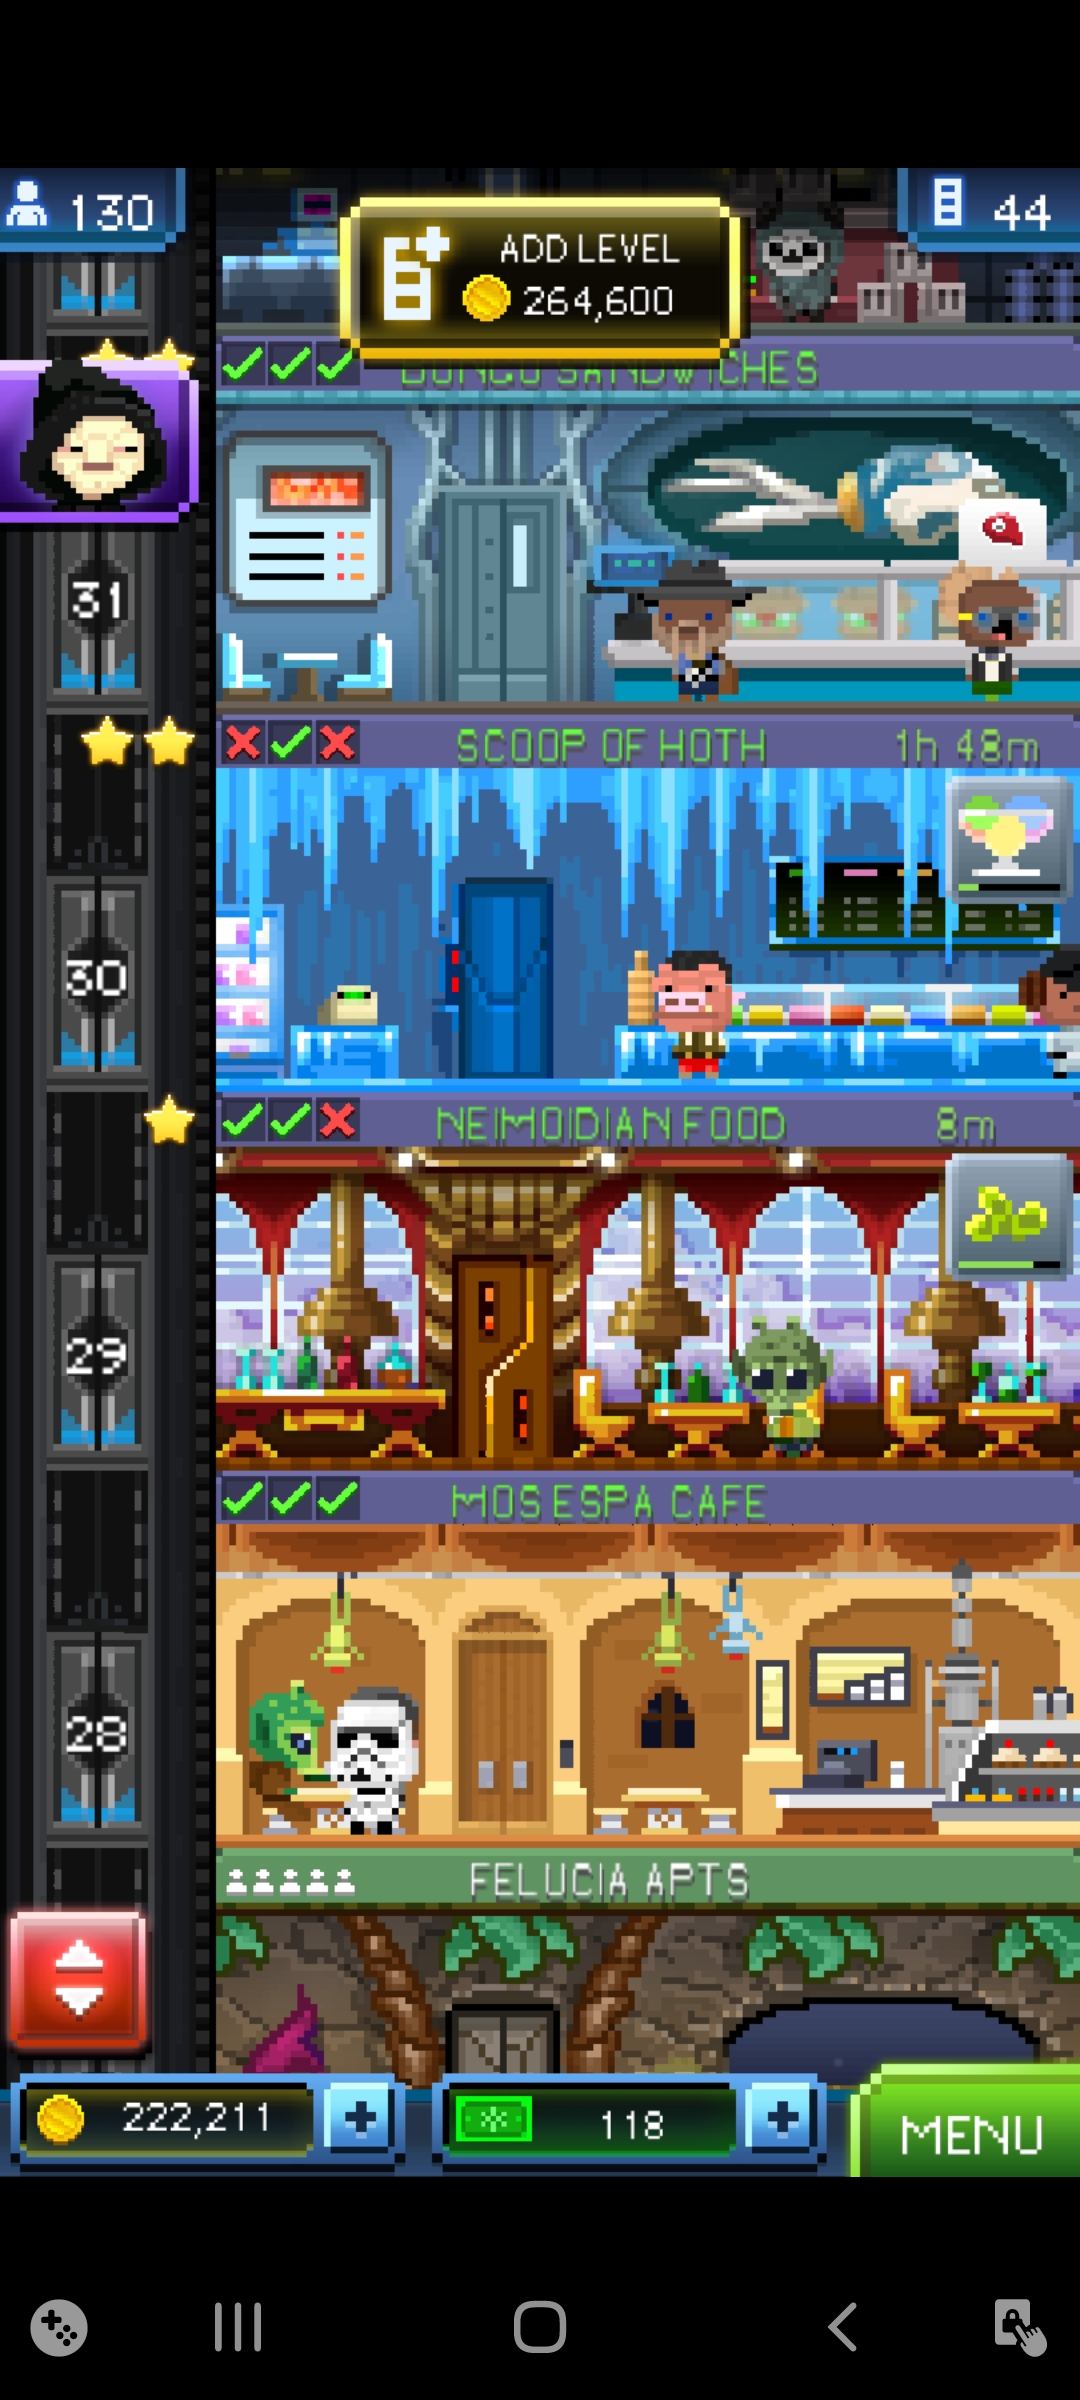 130
ADD LEVEL
264,600
44
BONGO SANDWICHES
31
SCOOP OF HOTH 1h 48m
30
NEIMOIDIAN FOOD 8m
29
MOS ESPA CAFE
28
FELUCIA APTS
222,211
118
MENU